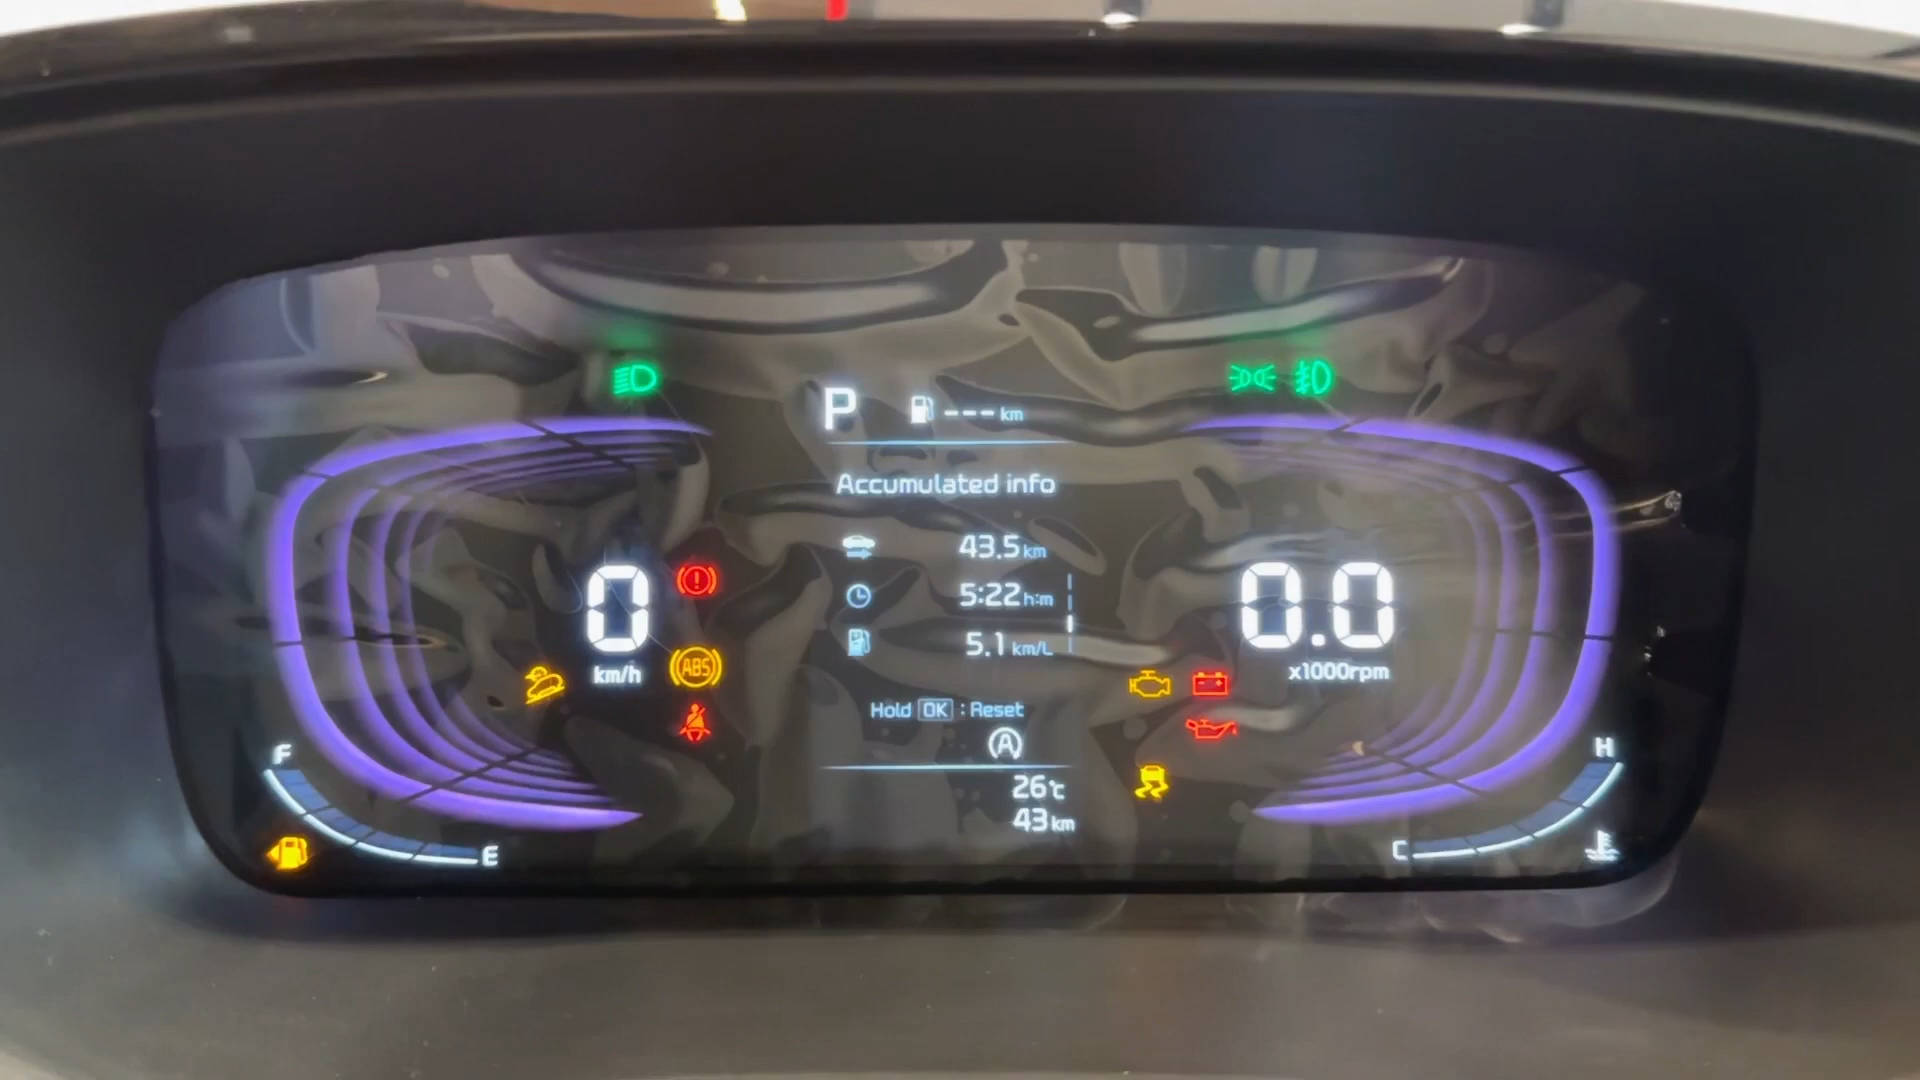 P --- km
Accumulated info
43.5 km
0
5:22 h:m
0.0
5.1 km/L
km/h
ABS
x1000rpm
Hold OK : Reset
A
F
H
26℃
43 km
E
C